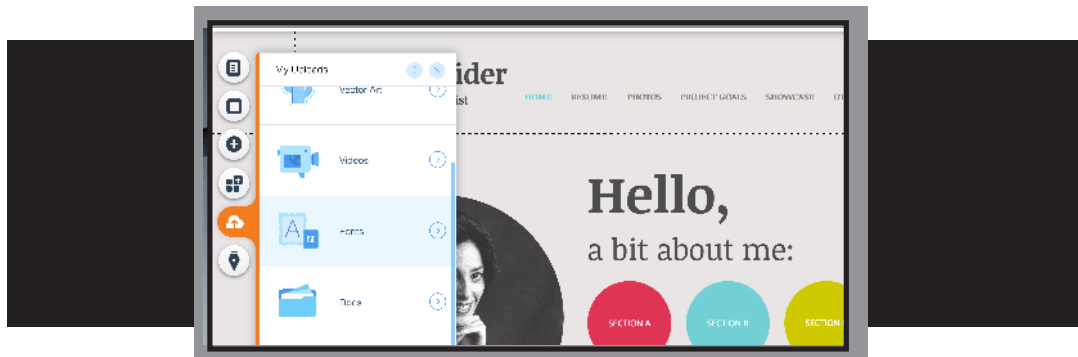 My Uploads
Vector Art
Videos
Fonts
Docs
ider
ist
HOME RESUME PHOTOS PROJECT GOALS SHOWCASE
Hello,
a bit about me:
SECTION A SECTION B SECTION